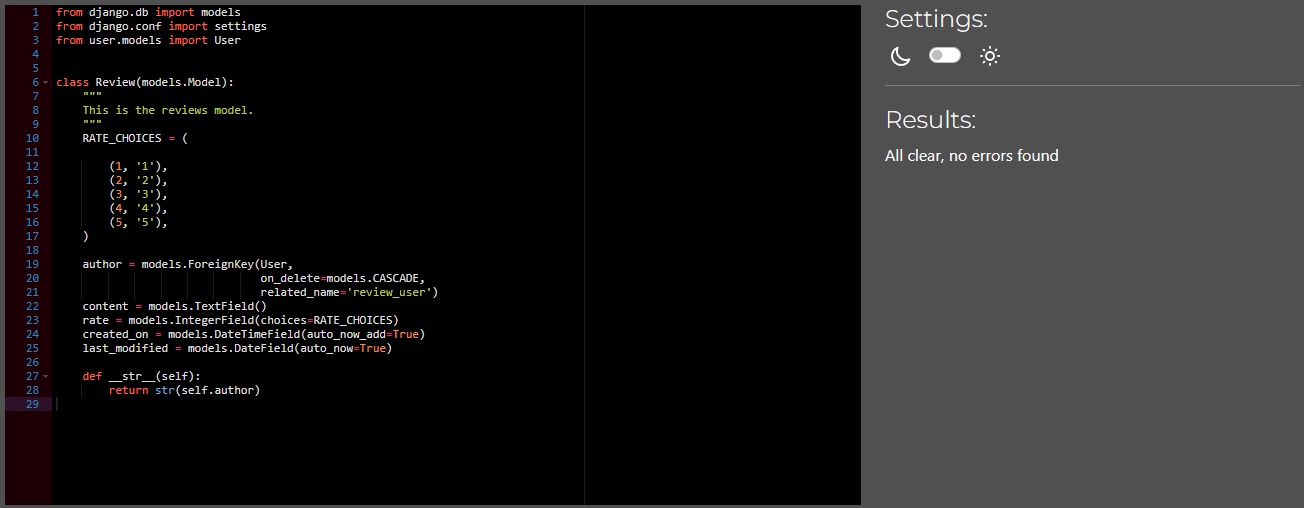 1 from django.db import models
2 from django.conf import settings
3 from user.models import User
4
5
6 class Review(models.Model):
7     """
8     This is the reviews model.
9     """
10     RATE_CHOICES = (
11
12         (1, '1'),
13         (2, '2'),
14         (3, '3'),
15         (4, '4'),
16         (5, '5'),
17     )
18
19     author = models.ForeignKey(User,
20                                on_delete=models.CASCADE,
21                                related_name='review_user')
22     content = models.TextField()
23     rate = models.IntegerField(choices=RATE_CHOICES)
24     created_on = models.DateTimeField(auto_now_add=True)
25     last_modified = models.DateField(auto_now=True)
26
27     def __str__(self):
28         return str(self.author)
29
Settings:
Results:
All clear, no errors found